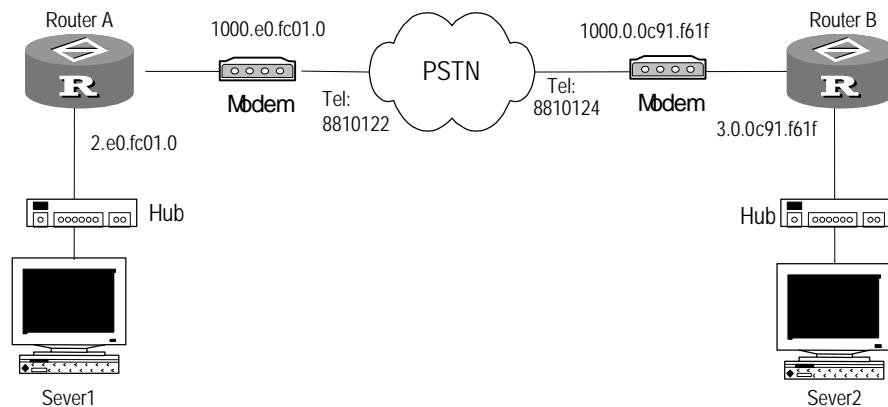 Router A
1000.e0.fc01.0
PSTN
1000.0.0c91.f61f
Router B
R
R
Modem
Tel:
8810122
Tel:
8810124
Modem
2.e0.fc01.0
3.0.0c91.f61f
Hub
Hub
Sever1
Sever2